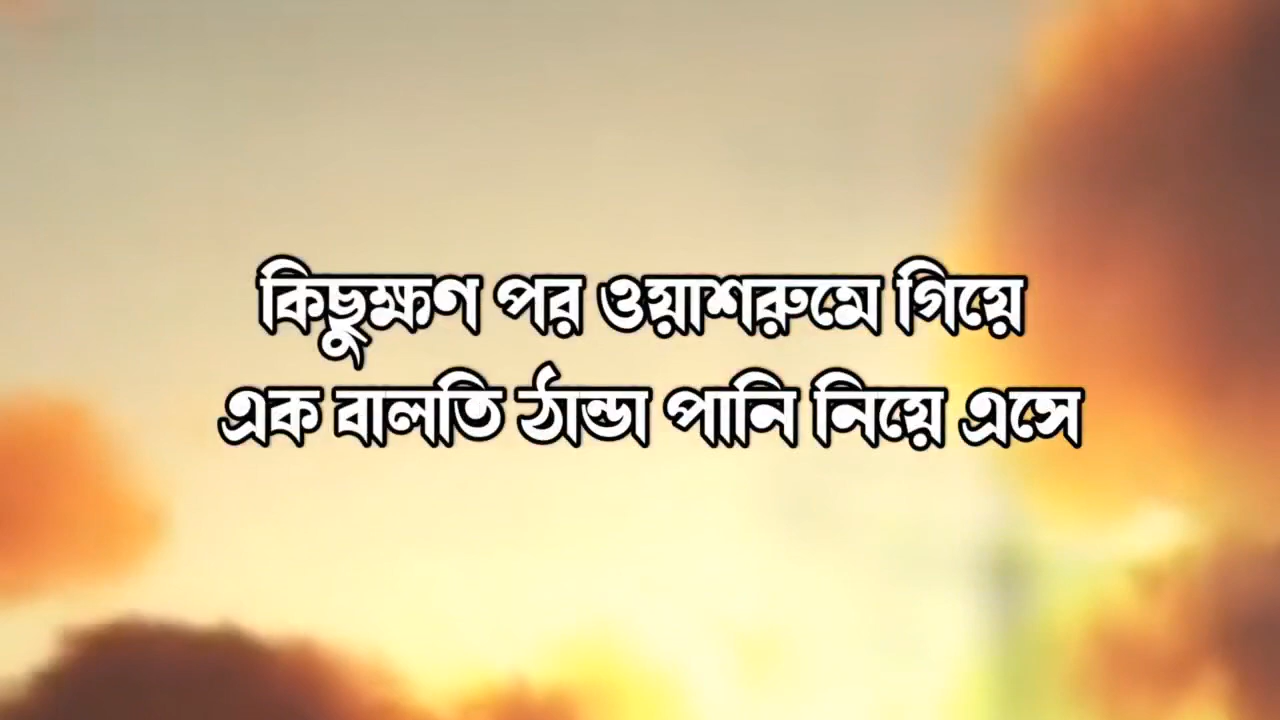 কিছুক্ষণ পর ওয়াশরুমে গিয়ে
এক বালতি ঠান্ডা পানি নিয়ে এসে